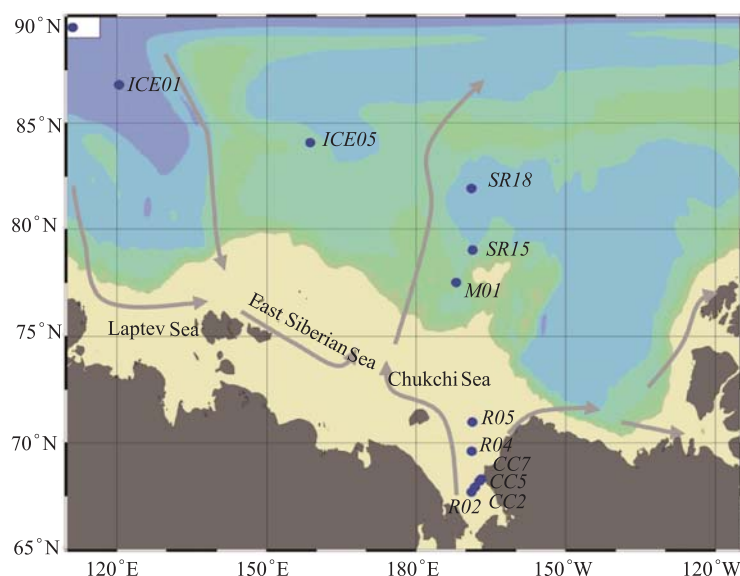 90°N
ICE01
85°N
ICE05
SR18
80°N
SR15
M01
East Siberian Sea
75°N
Laptev Sea
Chukchi Sea
R05
70°N
R04
CC7
CC5
R02
CC2
65°N
120°E
150°E
180°E
150°W
120°W